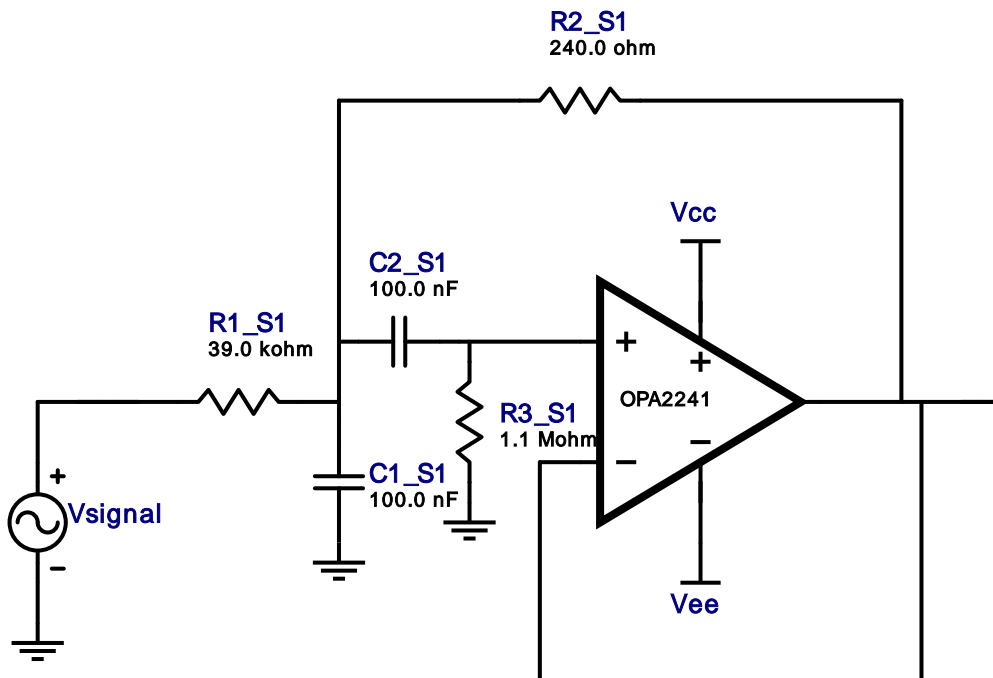 R2_S1
240.0 ohm
Vcc
C2_S1
100.0 nF
R1_S1
39.0 kohm
+
+
OPA2241
R3_S1
1.1 Mohm
−
−
C1_S1
100.0 nF
+
Vsignal
−
Vee